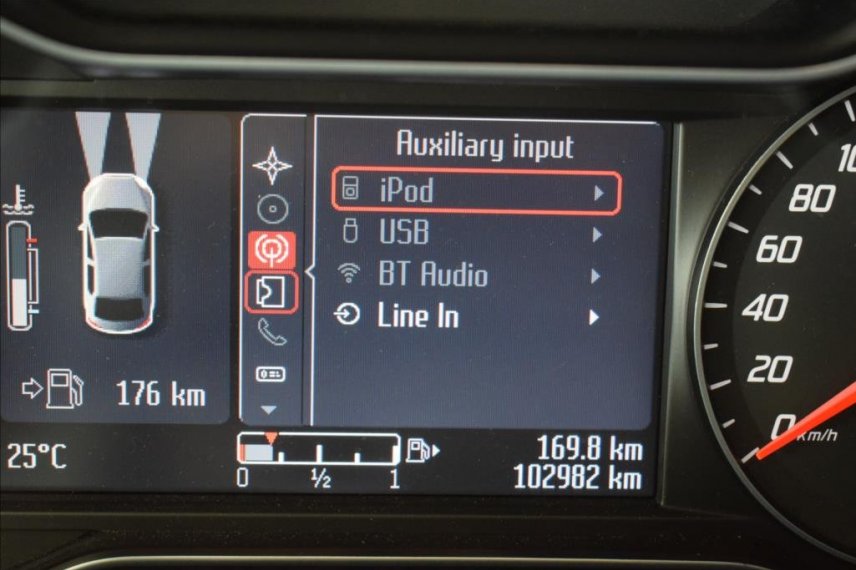 Auxiliary input
iPod
USB
BT Audio
Line In
176 km
25°C
0 ½ 1
169.8 km
102982 km
80
60
40
20
0 km/h